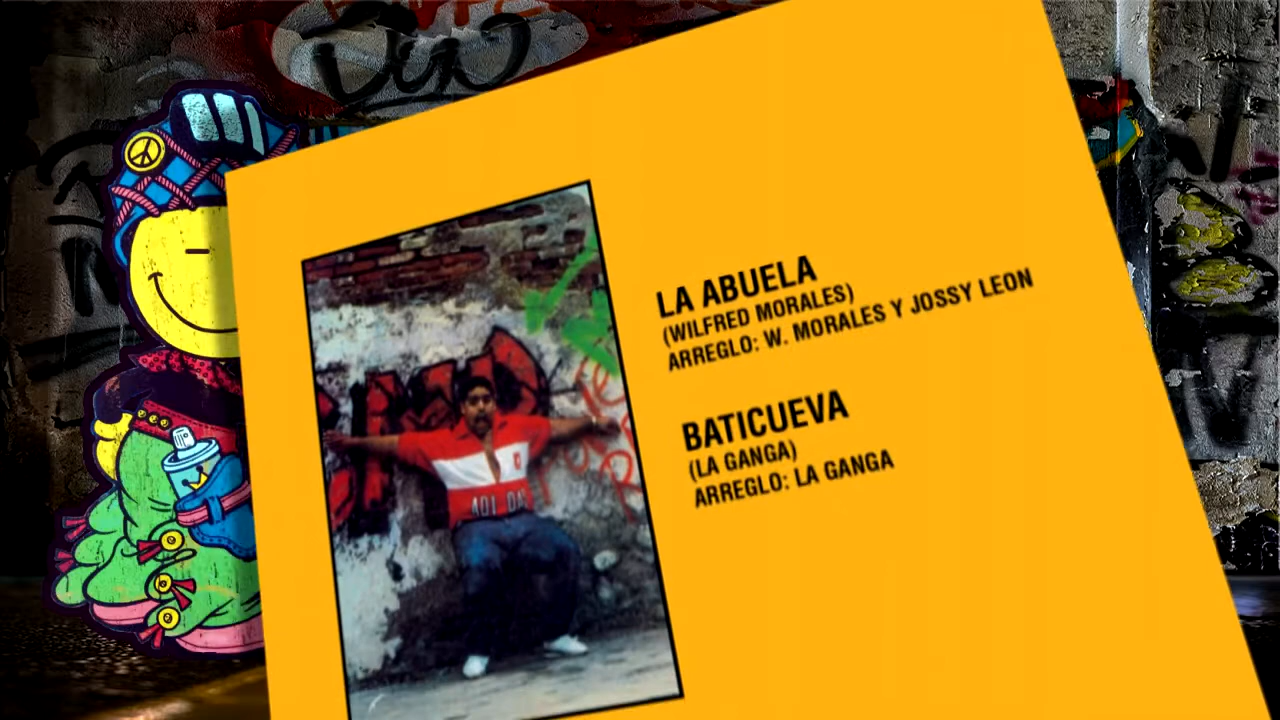 LA ABUELA
(WILFRED MORALES)
ARREGLO: W. MORALES Y JOSSY LEON
BATICUEVA
(LA GANGA)
ARREGLO: LA GANGA